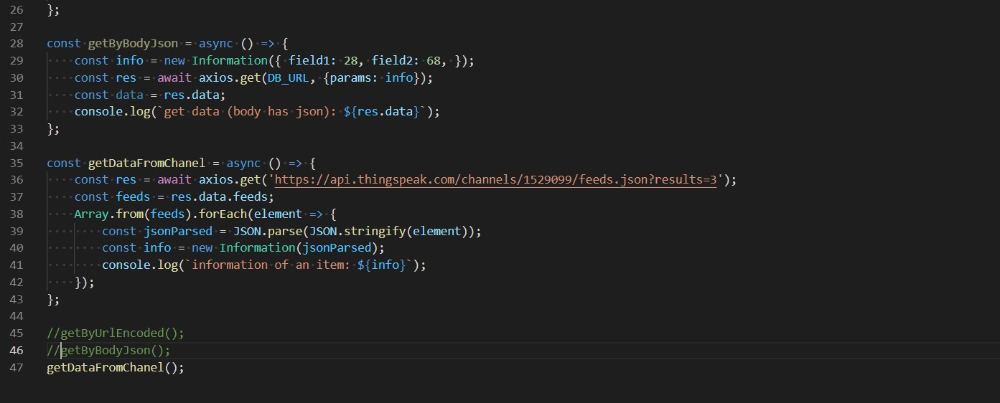 26 };
27
28 const getByBodyJson = async () => {
29     const info = new Information({ field1: 28, field2: 68, });
30     const res = await axios.get(DB_URL, {params: info});
31     const data = res.data;
32     console.log(`get data (body has json): ${res.data}`);
33 };
34
35 const getDataFromChanel = async () => {
36     const res = await axios.get('https://api.thingspeak.com/channels/1529099/feeds.json?results=3');
37     const feeds = res.data.feeds;
38     Array.from(feeds).forEach(element => {
39         const jsonParsed = JSON.parse(JSON.stringify(element));
40         const info = new Information(jsonParsed);
41         console.log(`information of an item: ${info}`);
42     });
43 };
44
45 //getByUrlEncoded();
46 //getByBodyJson();
47 getDataFromChanel();